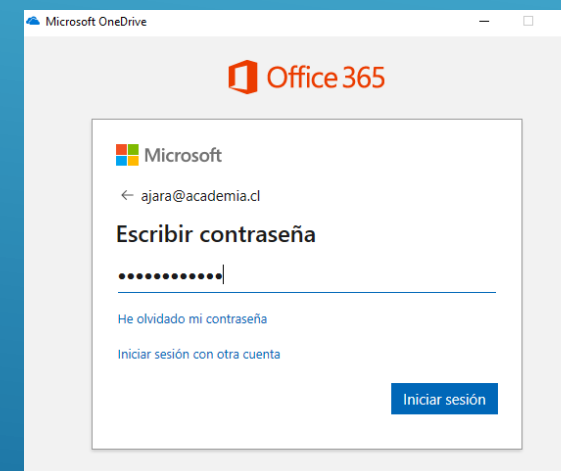 Microsoft OneDrive
Office 365
Microsoft
← ajara@academia.cl
Escribir contraseña
••••••••••••
He olvidado mi contraseña
Iniciar sesión con otra cuenta
Iniciar sesión